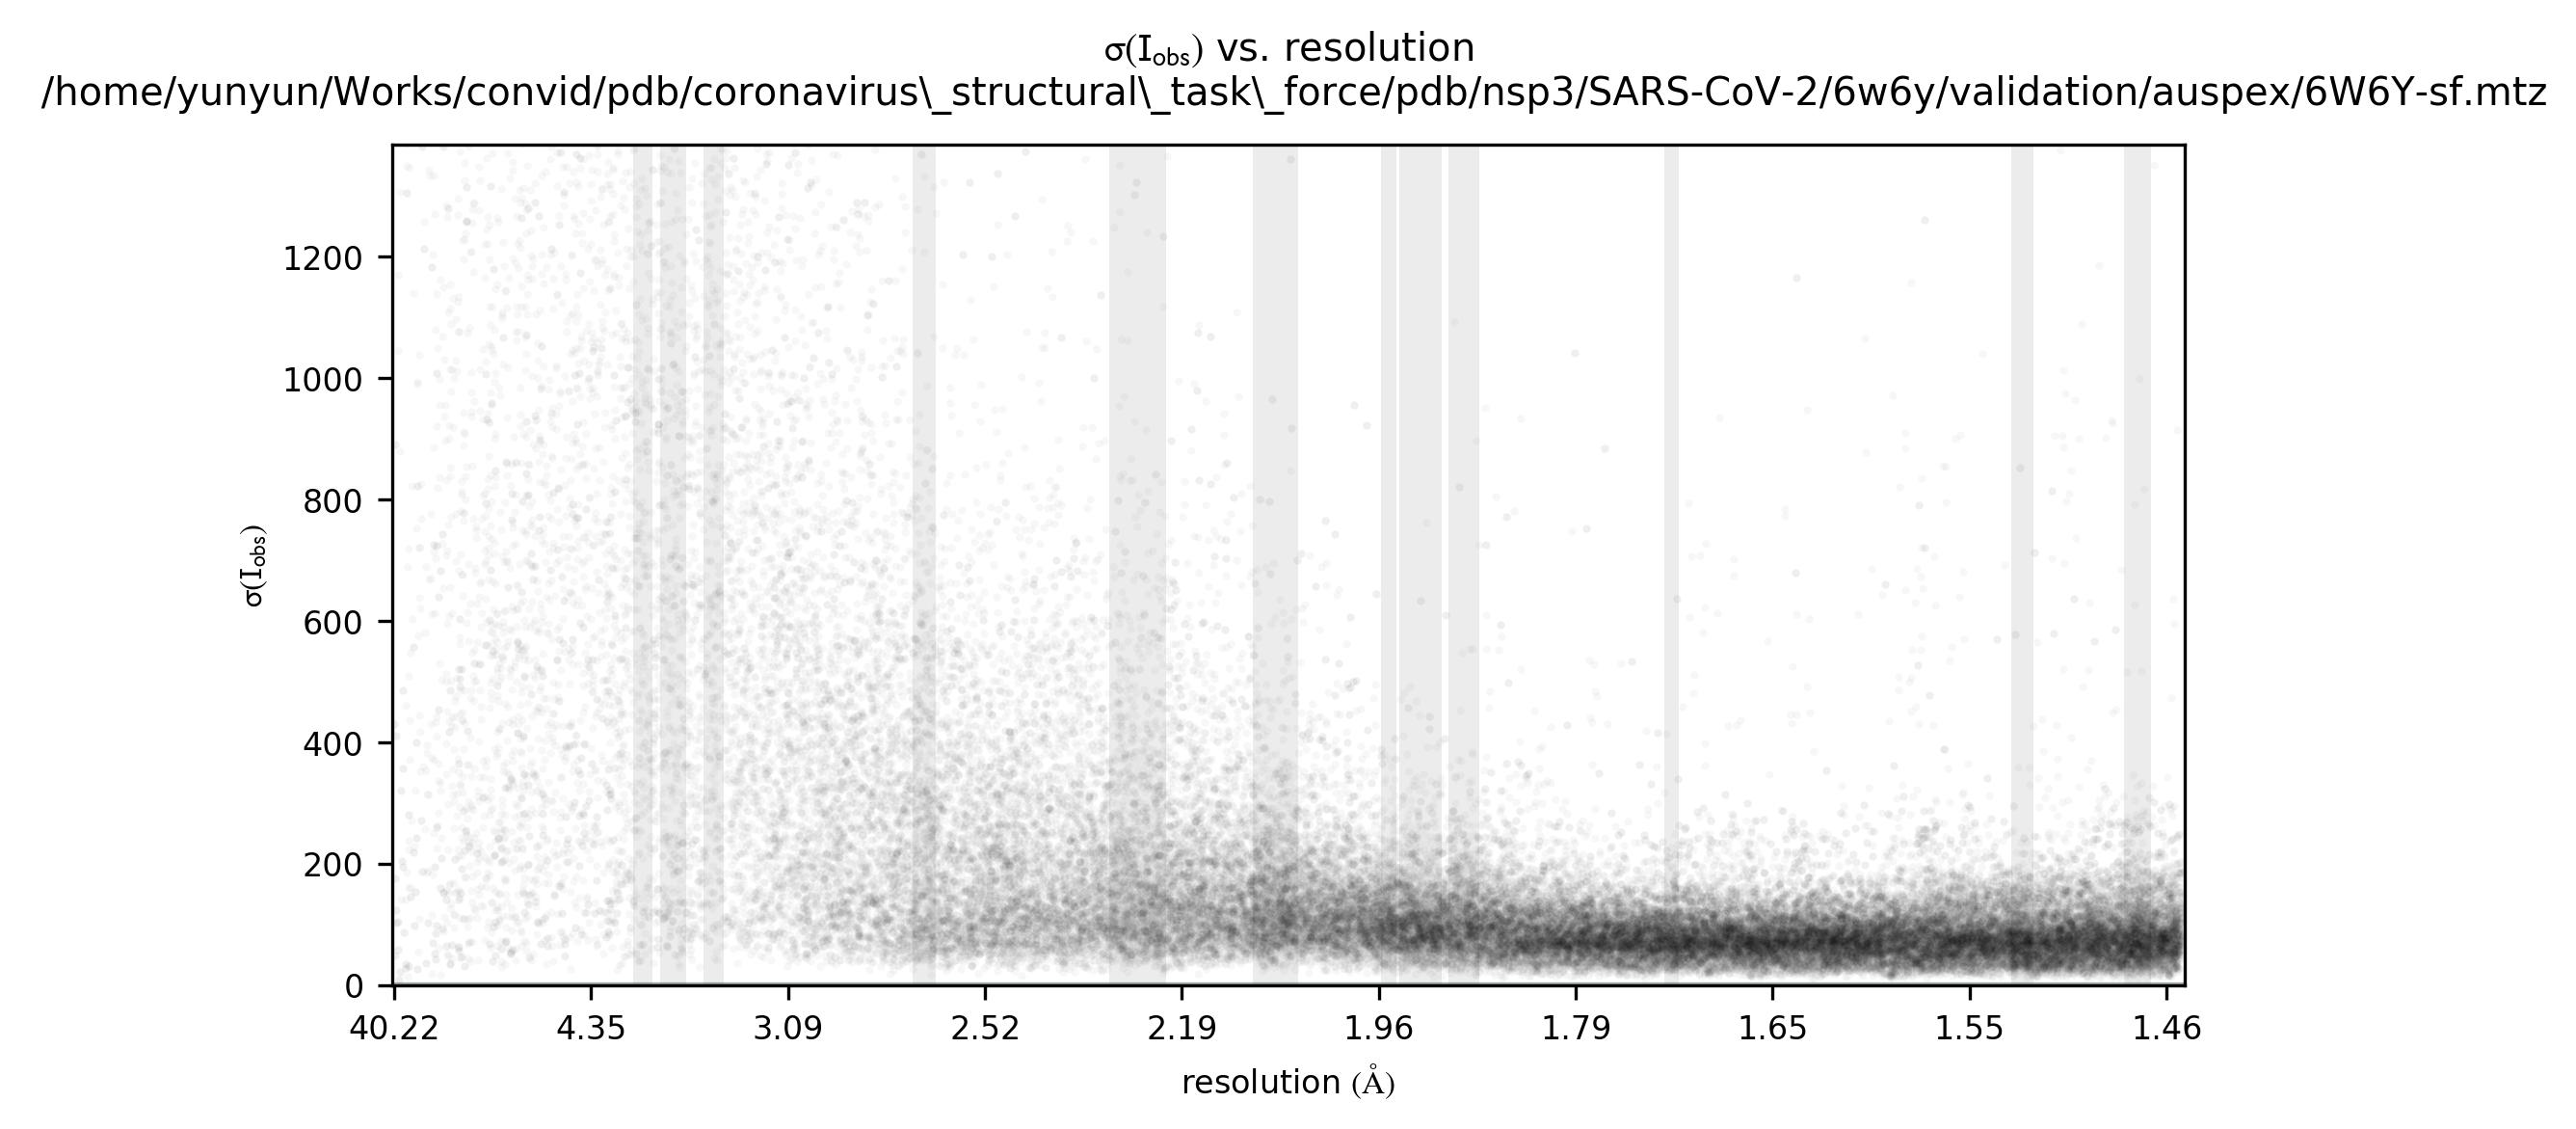 σ(Iobs) vs. resolution
/home/yunyun/Works/convid/pdb/coronavirus\_structural\_task\_force/pdb/nsp3/SARS-CoV-2/6w6y/validation/auspex/6W6Y-sf.mtz
1200
1000
800
600
400
200
0
σ(Iobs)
40.22 4.35 3.09 2.52 2.19 1.96 1.79 1.65 1.55 1.46
resolution (Å)